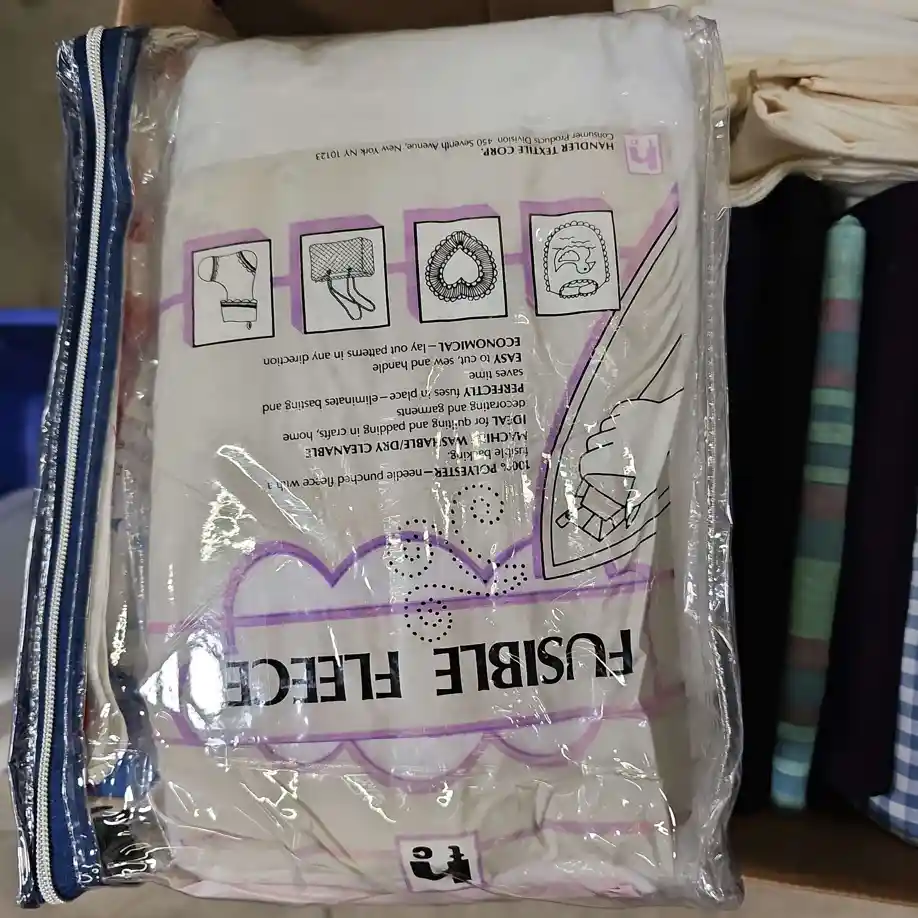 htc
FUSIBLE FLEECE
100% POLYESTER—needle punched fleece with a
fusible backing.
MACHINE WASHABLE/DRY CLEANABLE
IDEAL for quilting and padding in crafts, home
decorating and garments
PERFECTLY fuses in place—eliminates basting and
saves time
EASY to cut, sew and handle
ECONOMICAL—lay out patterns in any direction
htc
HANDLER TEXTILE CORP.
Consumer Products Division 450 Seventh Avenue, New York NY 10123